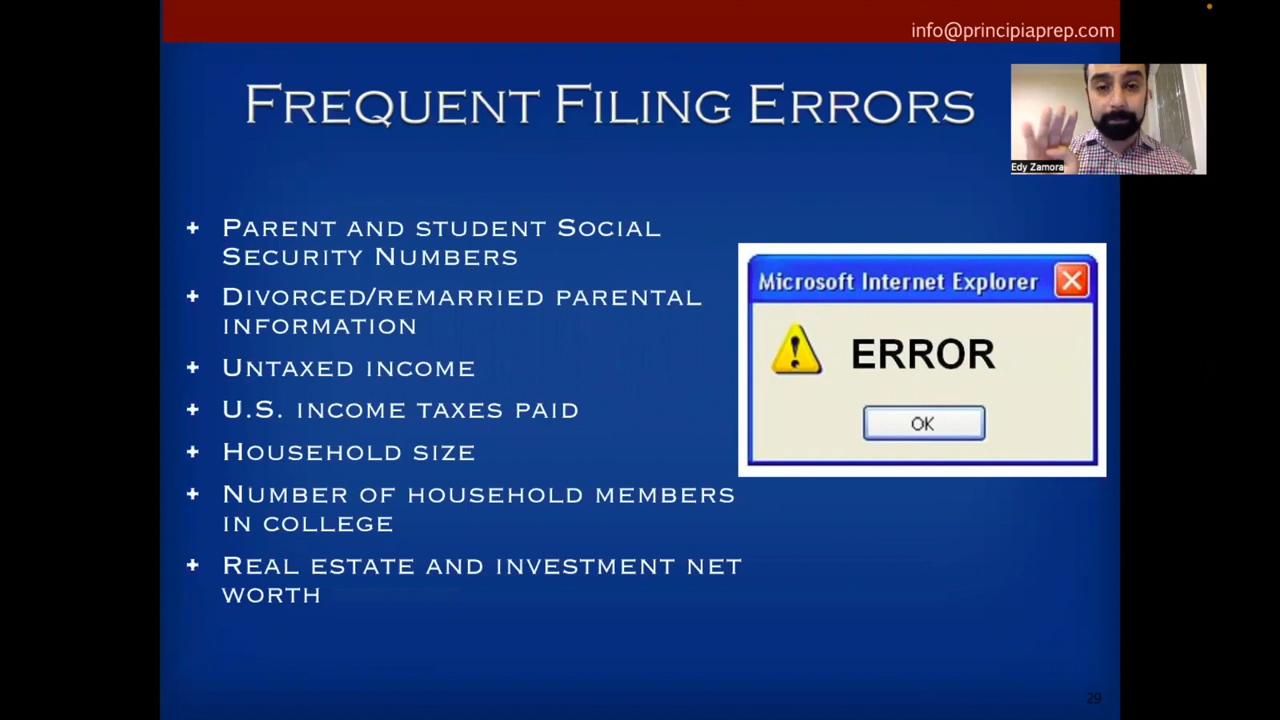 info@principiaprep.com
Frequent Filing Errors
Edy Zamora
+ Parent and student Social
Security Numbers
+ Divorced/remarried parental
information
+ Untaxed income
+ U.S. income taxes paid
+ Household size
+ Number of household members
in college
+ Real estate and investment net
worth
Microsoft Internet Explorer
ERROR
OK
29